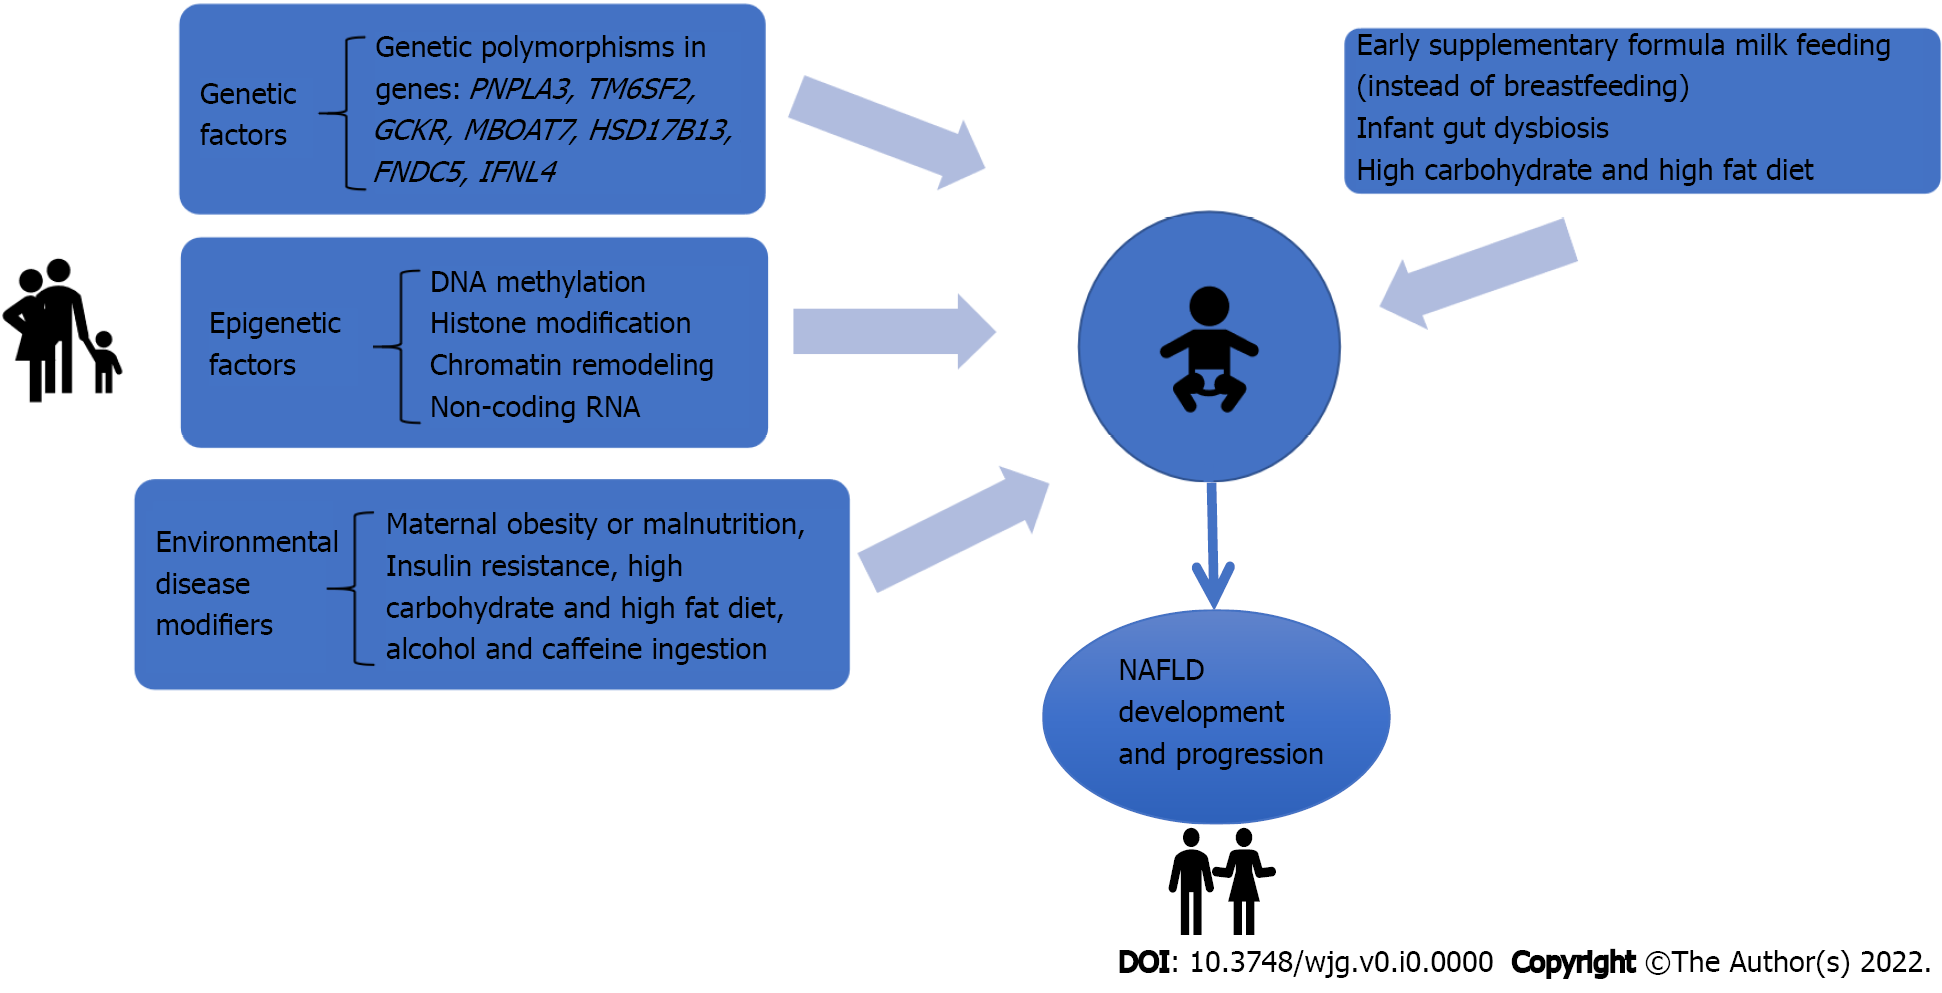 Genetic
factors
Genetic polymorphisms in
genes: PNPLA3, TM6SF2,
GCKR, MBOAT7, HSD17B13,
FNDC5, IFNL4
Epigenetic
factors
DNA methylation
Histone modification
Chromatin remodeling
Non-coding RNA
Environmental
disease
modifiers
Maternal obesity or malnutrition,
Insulin resistance, high
carbohydrate and high fat diet,
alcohol and caffeine ingestion
Early supplementary formula milk feeding
(instead of breastfeeding)
Infant gut dysbiosis
High carbohydrate and high fat diet
NAFLD
development
and progression
DOI: 10.3748/wjg.v0.i0.0000 Copyright ©The Author(s) 2022.